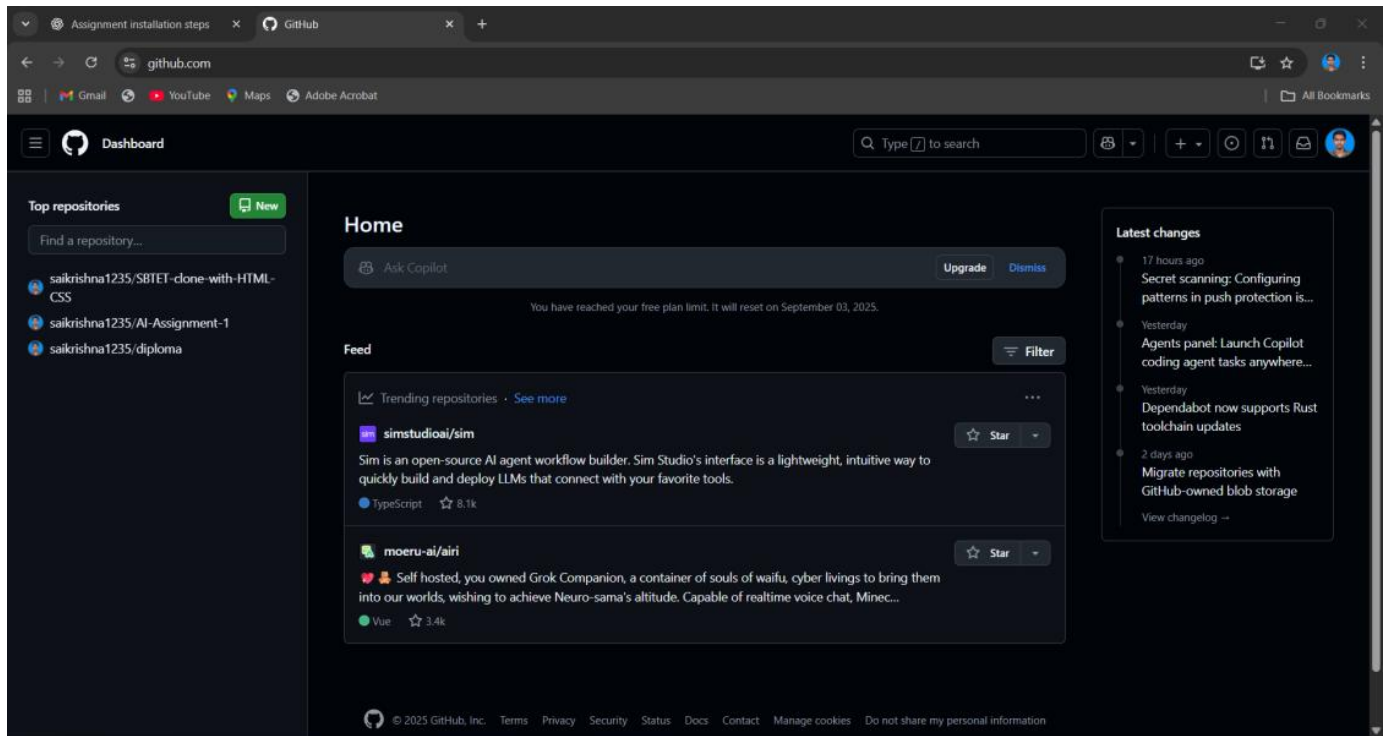 Assignment installation steps
GitHub
github.com
Gmail
YouTube
Maps
Adobe Acrobat
All Bookmarks
Dashboard
Type / to search
Top repositories
New
Find a repository...
saikrishna1235/SBTET-clone-with-HTML-
CSS
saikrishna1235/AI-Assignment-1
saikrishna1235/diploma
Home
Ask Copilot
Upgrade
Dismiss
You have reached your free plan limit. It will reset on September 03, 2025.
Feed
Filter
Trending repositories · See more
sim
simstudioai/sim
Star
Sim is an open-source AI agent workflow builder. Sim Studio's interface is a lightweight, intuitive way to
quickly build and deploy LLMs that connect with your favorite tools.
TypeScript 8.1k
moeru-ai/airi
Star
💘 🧸 Self hosted, you owned Grok Companion, a container of souls of waifu, cyber livings to bring them
into our worlds, wishing to achieve Neuro-sama's altitude. Capable of realtime voice chat, Minec...
Vue 3.4k
Latest changes
17 hours ago
Secret scanning: Configuring
patterns in push protection is...
Yesterday
Agents panel: Launch Copilot
coding agent tasks anywhere...
Yesterday
Dependabot now supports Rust
toolchain updates
2 days ago
Migrate repositories with
GitHub-owned blob storage
View changelog →
© 2025 GitHub, Inc. Terms Privacy Security Status Docs Contact Manage cookies Do not share my personal information